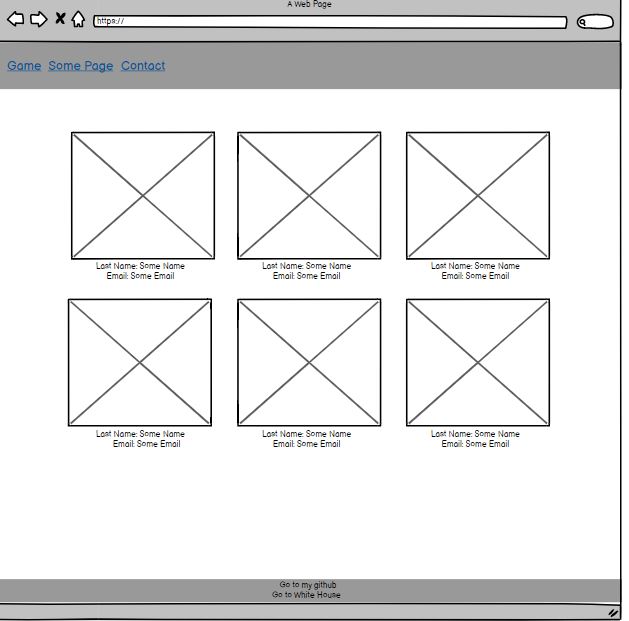 A Web Page
https://
Game Some Page Contact
Last Name: Some Name Last Name: Some Name Last Name: Some Name
Email: Some Email Email: Some Email Email: Some Email
Last Name: Some Name Last Name: Some Name Last Name: Some Name
Email: Some Email Email: Some Email Email: Some Email
Go to my github
Go to White House